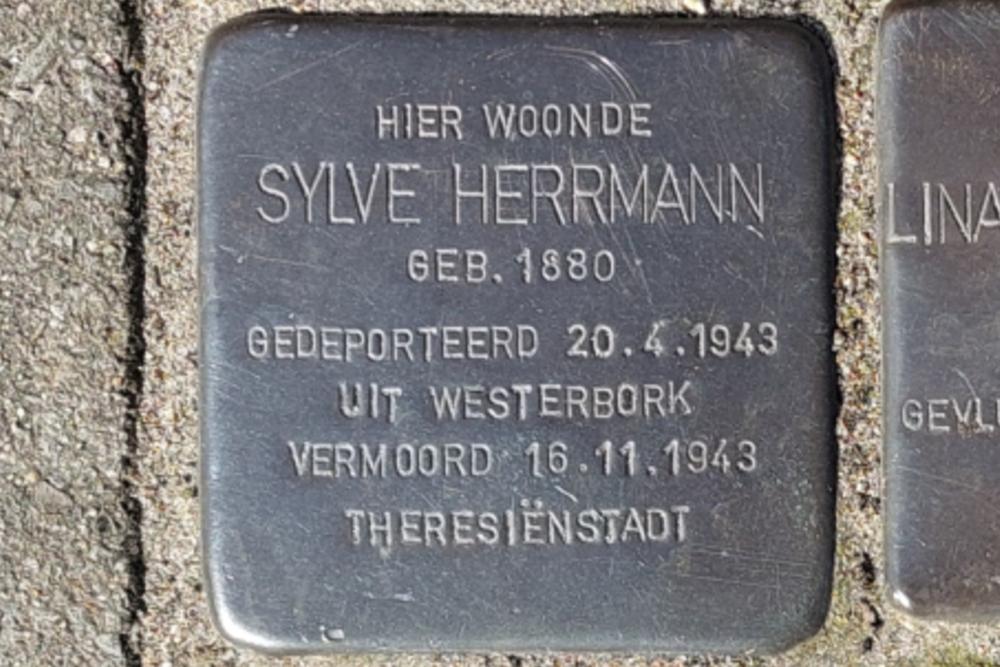 HIER WOONDE
SYLVE HERRMANN
GEB. 1880
GEDEPORTEERD 20.4.1943
UIT WESTERBORK
VERMOORD 16.11.1943
THERESIËNSTADT
LINA